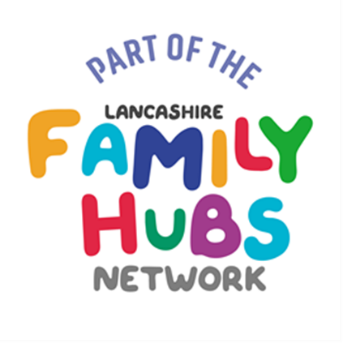 PART OF THE
LANCASHIRE
FAMILY
HUBS
NETWORK